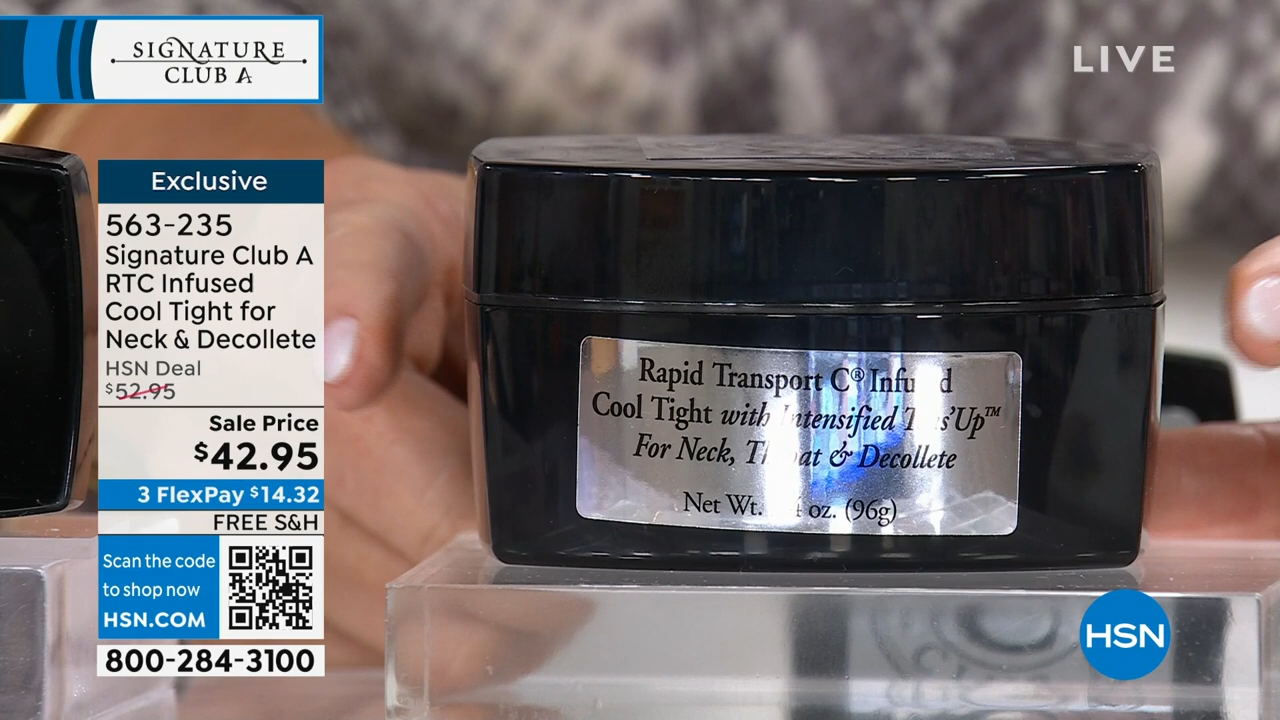 SIGNATURE
CLUB A
LIVE
Exclusive
563-235
Signature Club A
RTC Infused
Cool Tight for
Neck & Decollete
HSN Deal
$52.95
Sale Price
$42.95
3 FlexPay $14.32
FREE S&H
Scan the code
to shop now
HSN.COM
800-284-3100
Rapid Transport C®
Cool Tight with Intensified
For Neck, & Decollete
Net Wt. oz. (96g)
HSN